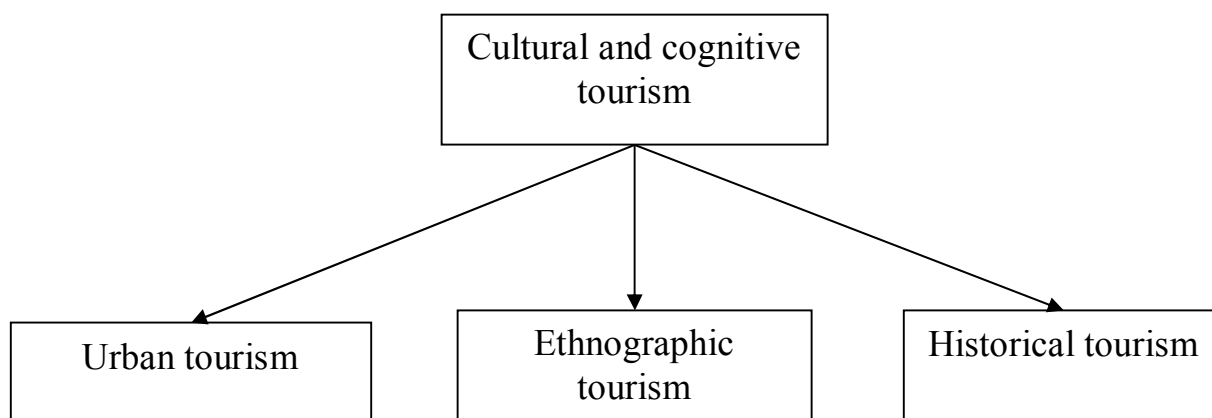 Cultural and cognitive
tourism
Urban tourism
Ethnographic
tourism
Historical tourism